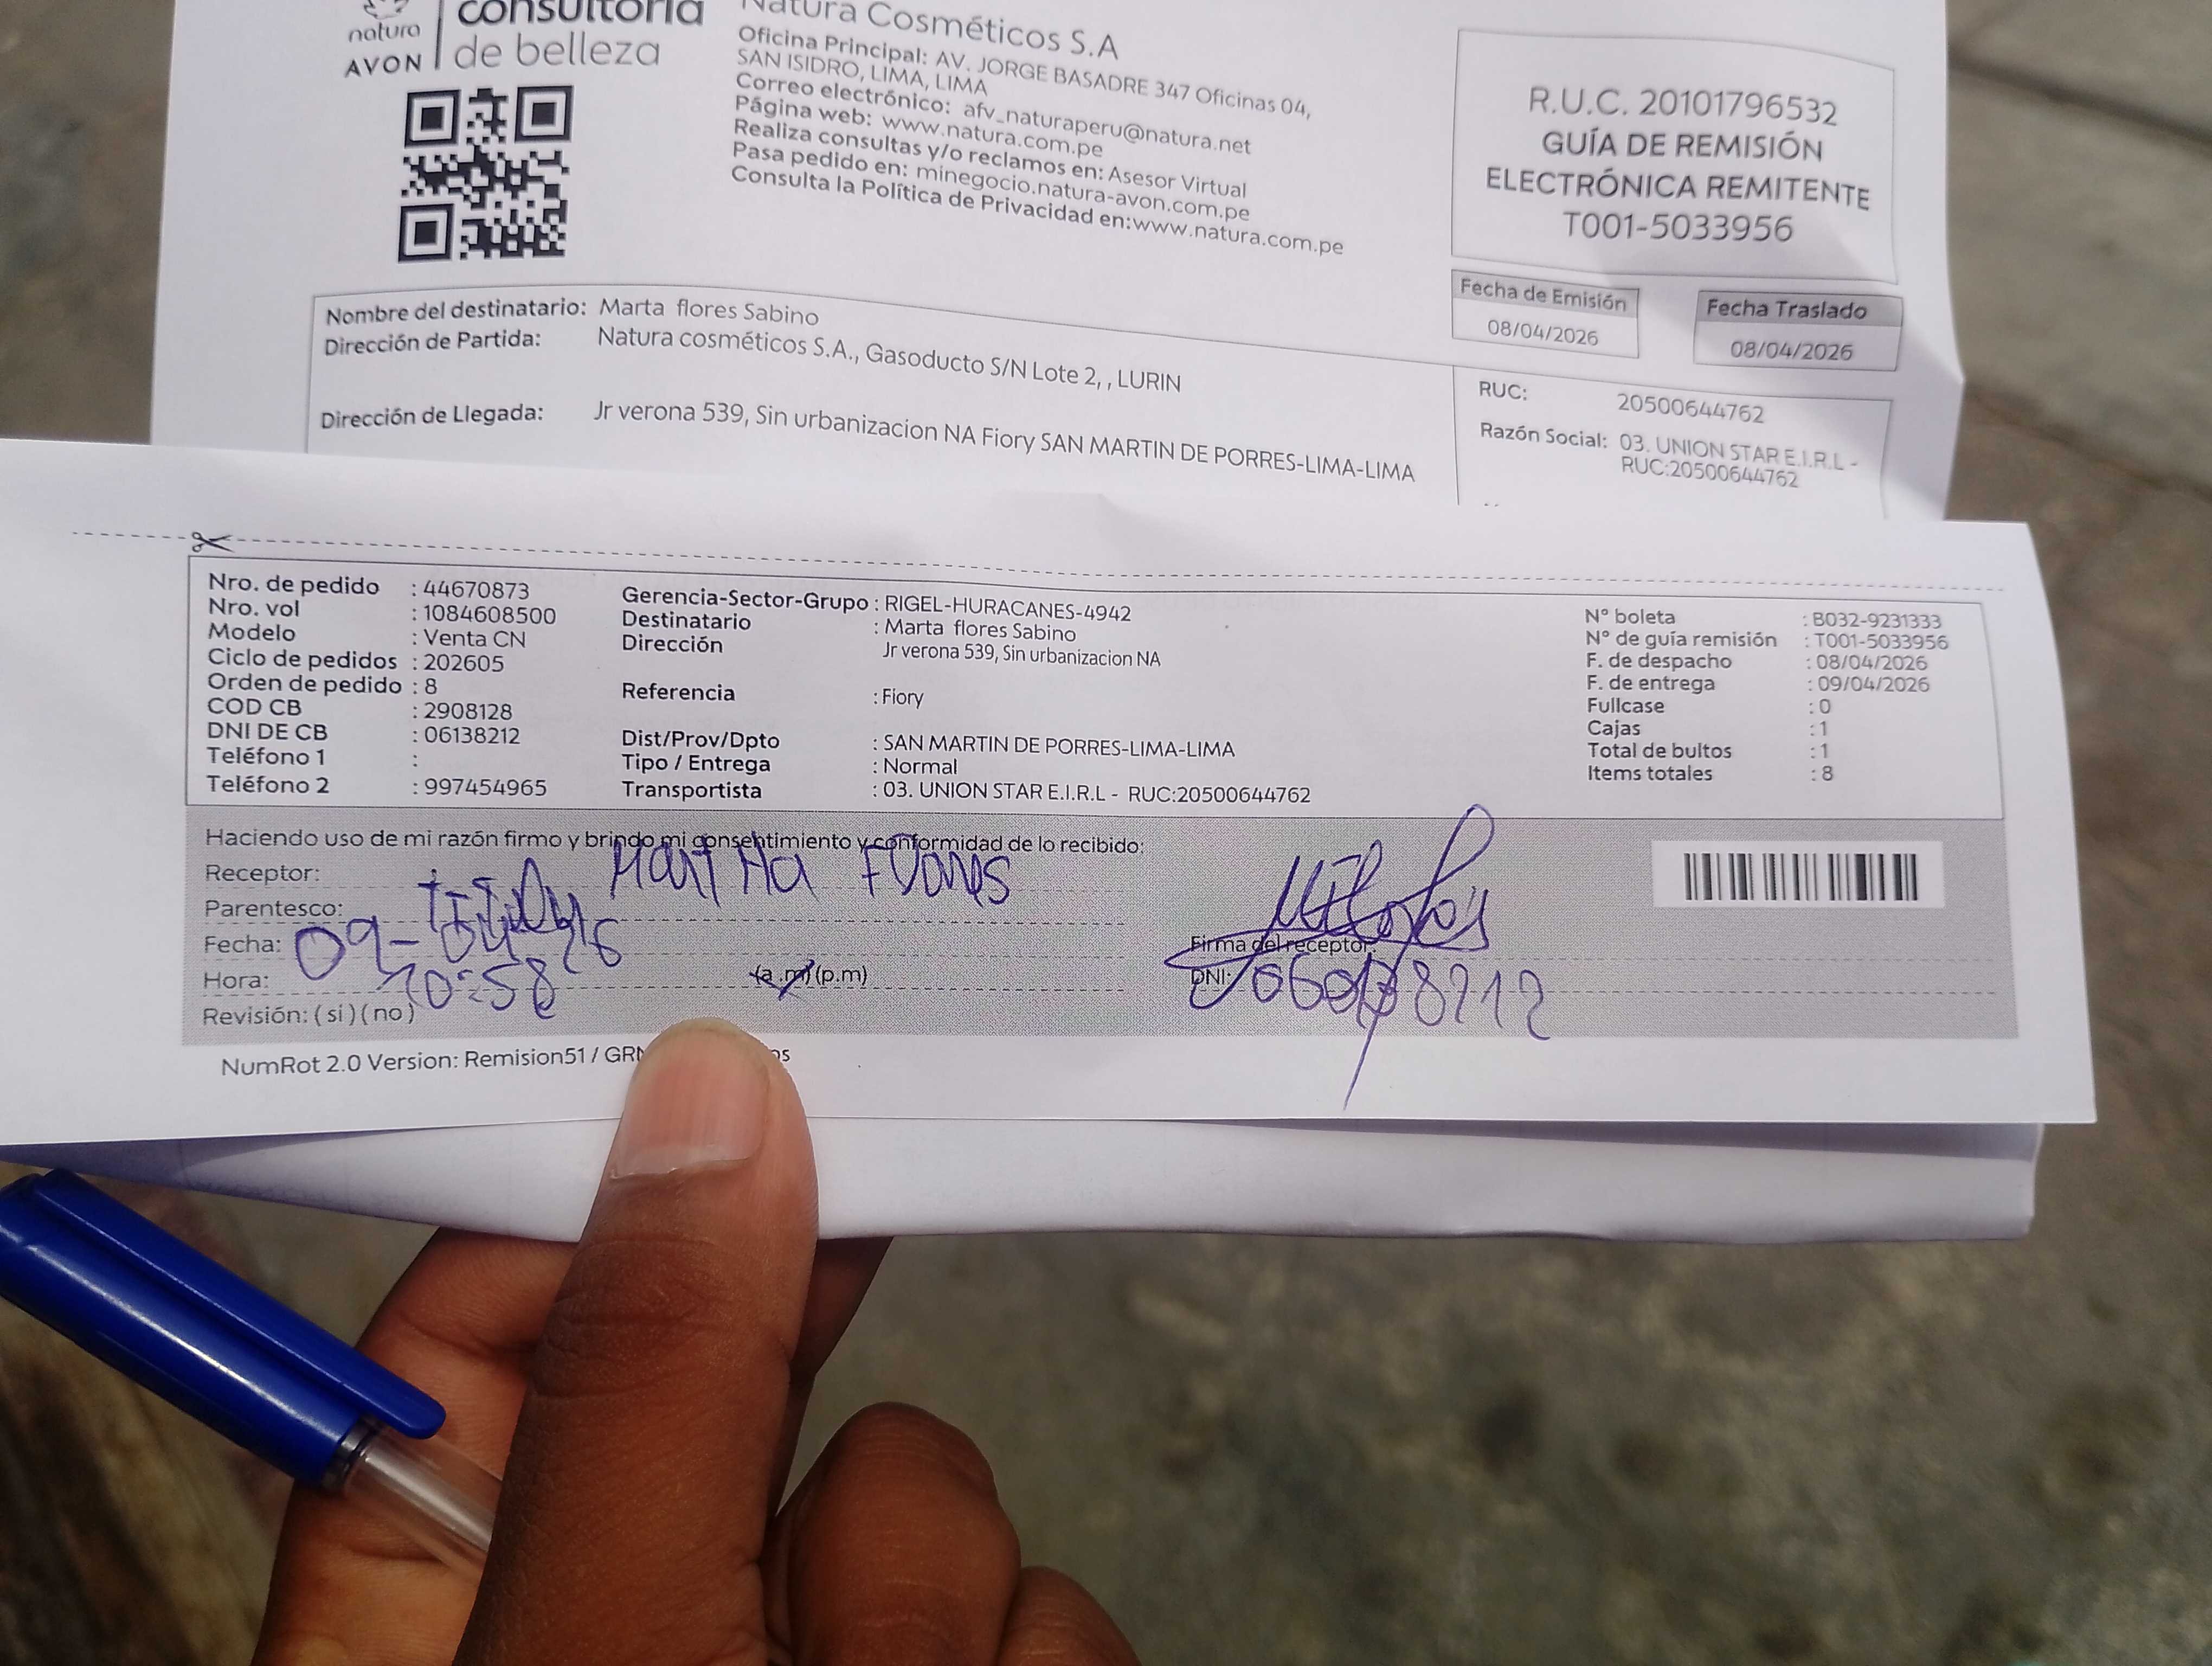 natura
AVON
consultoría
de belleza
Natura Cosméticos S.A
Oficina Principal: AV. JORGE BASADRE 347 Oficinas 04,
SAN ISIDRO, LIMA, LIMA
Correo electrónico: afv_naturaperu@natura.net
Página web: www.natura.com.pe
Realiza consultas y/o reclamos en: Asesor Virtual
Pasa pedido en: minegocio.natura-avon.com.pe
Consulta la Política de Privacidad en:www.natura.com.pe
R.U.C. 20101796532
GUÍA DE REMISIÓN
ELECTRÓNICA REMITENTE
T001-5033956
Fecha de Emisión
08/04/2026
Fecha Traslado
08/04/2026
Nombre del destinatario: Marta flores Sabino
Dirección de Partida: Natura cosméticos S.A., Gasoducto S/N Lote 2, , LURIN
Dirección de Llegada: Jr verona 539, Sin urbanizacion NA Fiory SAN MARTIN DE PORRES-LIMA-LIMA
RUC: 20500644762
Razón Social: 03. UNION STAR E.I.R.L -
RUC:20500644762
Nro. de pedido : 44670873
Nro. vol : 1084608500
Modelo : Venta CN
Ciclo de pedidos : 202605
Orden de pedido : 8
COD CB : 2908128
DNI DE CB : 06138212
Teléfono 1 :
Teléfono 2 : 997454965
Gerencia-Sector-Grupo : RIGEL-HURACANES-4942
Destinatario : Marta flores Sabino
Dirección Jr verona 539, Sin urbanizacion NA
Referencia : Fiory
Dist/Prov/Dpto : SAN MARTIN DE PORRES-LIMA-LIMA
Tipo / Entrega : Normal
Transportista : 03. UNION STAR E.I.R.L - RUC:20500644762
N° boleta : B032-9231333
N° de guía remisión : T001-5033956
F. de despacho : 08/04/2026
F. de entrega : 09/04/2026
Fullcase : 0
Cajas : 1
Total de bultos : 1
Items totales : 8
Haciendo uso de mi razón firmo y brindo mi consentimiento y conformidad de lo recibido:
Receptor: Martha
Parentesco:
Fecha: 09-04
Hora: 10:58 (a.m) (p.m)
Revisión: ( si ) ( no )
Firma del receptor:
DNI:
NumRot 2.0 Version: Remision51 / GR